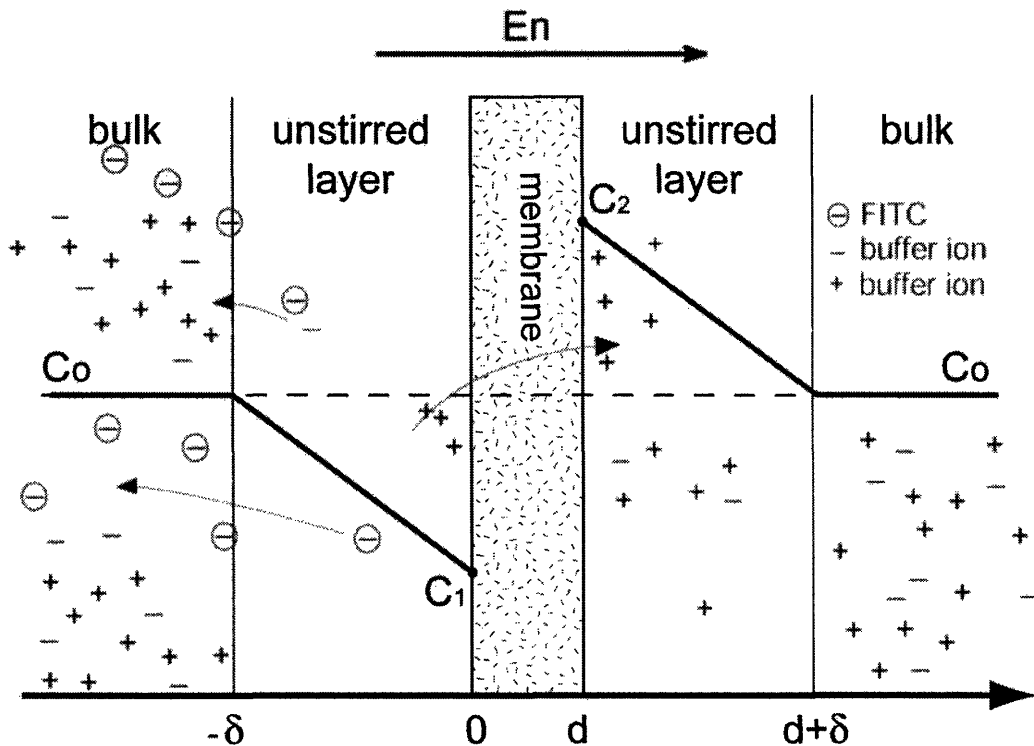 En
bulk
unstirred
layer
membrane
unstirred
layer
bulk
C₂
⊖ FITC
− buffer ion
+ buffer ion
Co
Co
C₁
-δ
0
d
d+δ